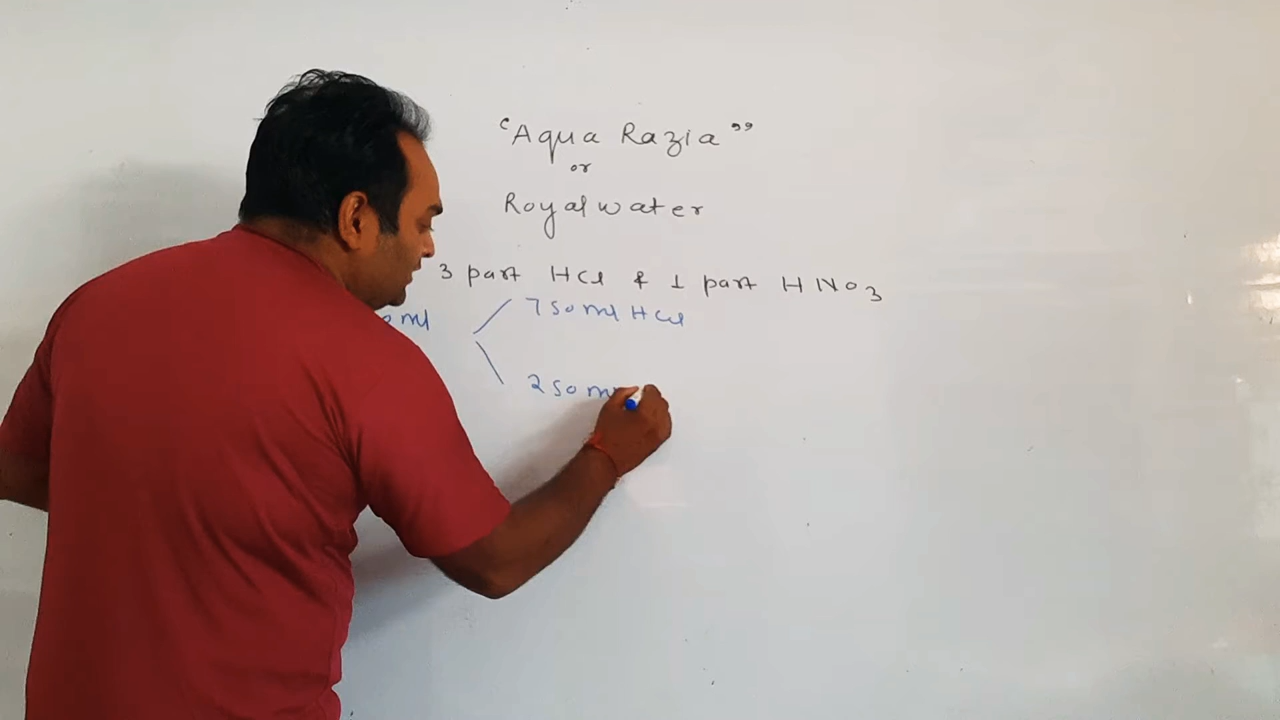 “Aqua Razia”
or
Royal water
3 part HCl & 1 part HNO3
ml
750 ml HCl
250